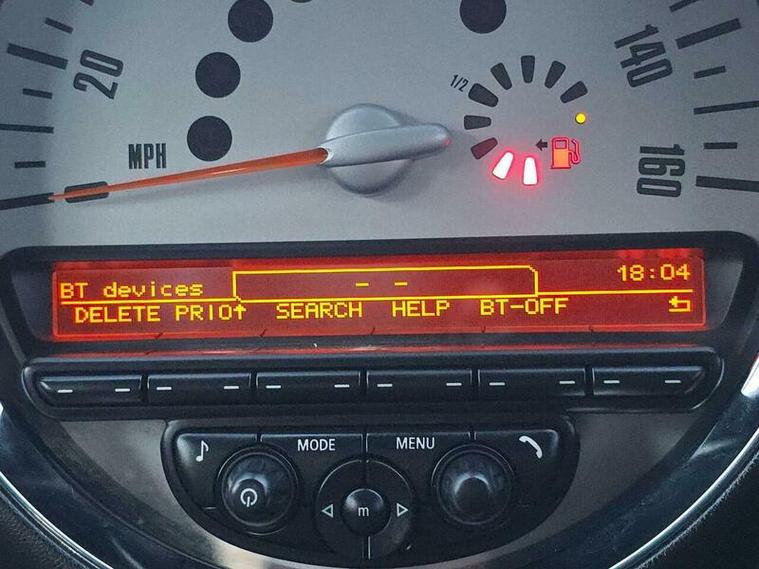 20
MPH
1/2
140
160
BT devices – – 18:04
DELETE PRIO↑ SEARCH HELP BT-OFF
MODE MENU
m